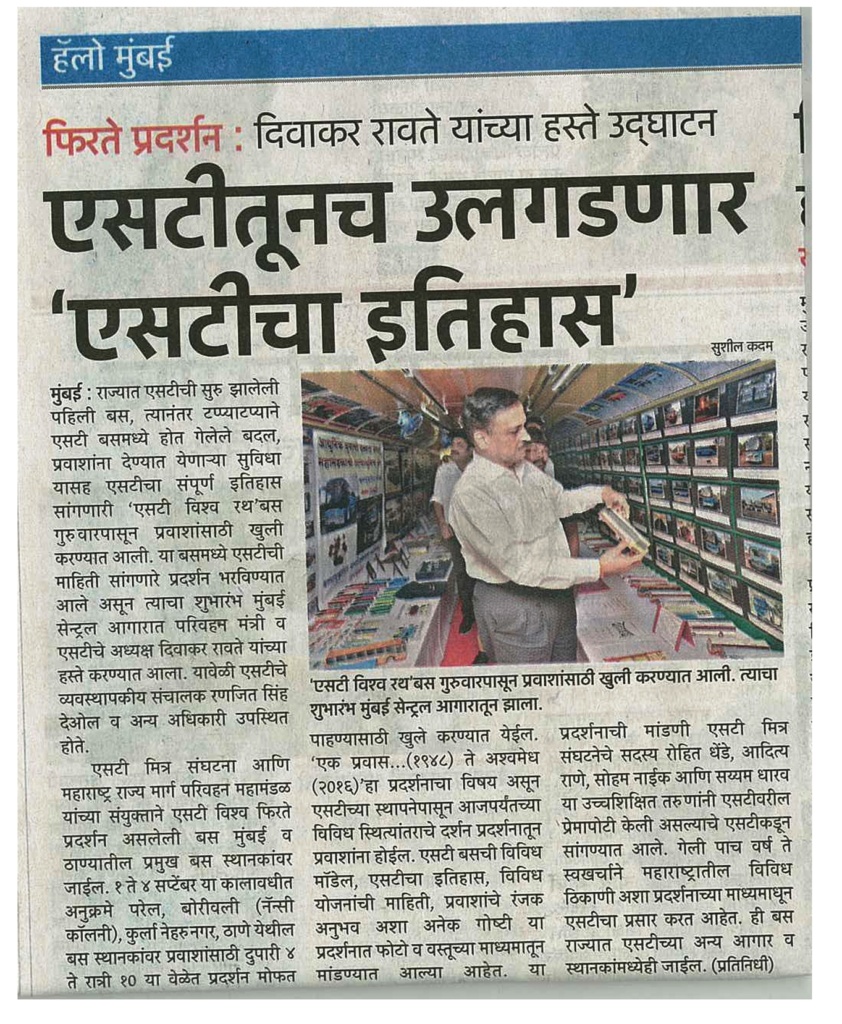 हॅलो मुंबई
फिरते प्रदर्शन : दिवाकर रावते यांच्या हस्ते उद्‌घाटन
एसटीतूनच उलगडणार
‘एसटीचा इतिहास’
सुशील कदम
मुंबई : राज्यात एसटीची सुरु झालेली
पहिली बस, त्यानंतर टप्प्याटप्याने
एसटी बसमध्ये होत गेलेले बदल,
प्रवाशांना देण्यात येणाऱ्या सुविधा
यासह एसटीचा संपूर्ण इतिहास
सांगणारी ‘एसटी विश्व रथ’बस
गुरुवारपासून प्रवाशांसाठी खुली
करण्यात आली. या बसमध्ये एसटीची
माहिती सांगणारे प्रदर्शन भरविण्यात
आले असून त्याचा शुभारंभ मुंबई
सेन्ट्रल आगारात परिवहम मंत्री व
एसटीचे अध्यक्ष दिवाकर रावते यांच्या
हस्ते करण्यात आला. यावेळी एसटीचे
व्यवस्थापकीय संचालक रणजित सिंह
देओल व अन्य अधिकारी उपस्थित
होते.
एसटी मित्र संघटना आणि
महाराष्ट्र राज्य मार्ग परिवहन महामंडळ
यांच्या संयुक्ताने एसटी विश्व फिरते
प्रदर्शन असलेली बस मुंबई व
ठाण्यातील प्रमुख बस स्थानकांवर
जाईल. १ ते ४ सप्टेंबर या कालावधीत
अनुक्रमे परेल, बोरीवली (नॅन्सी
कॉलनी), कुर्ला नेहरुनगर, ठाणे येथील
बस स्थानकांवर प्रवाशांसाठी दुपारी ४
ते रात्री १० या वेळेत प्रदर्शन मोफत
‘एसटी विश्व रथ’बस गुरुवारपासून प्रवाशांसाठी खुली करण्यात आली. त्याचा
शुभारंभ मुंबई सेन्ट्रल आगारातून झाला.
पाहण्यासाठी खुले करण्यात येईल.
‘एक प्रवास...(१९४८) ते अश्वमेध
(२०१६)’हा प्रदर्शनाचा विषय असून
एसटीच्या स्थापनेपासून आजपर्यंतच्या
विविध स्थित्यांतराचे दर्शन प्रदर्शनातून
प्रवाशांना होईल. एसटी बसची विविध
मॉडेल, एसटीचा इतिहास, विविध
योजनांची माहिती, प्रवाशांचे रंजक
अनुभव अशा अनेक गोष्टी या
प्रदर्शनात फोटो व वस्तूच्या माध्यमातून
मांडण्यात आल्या आहेत. या
प्रदर्शनाची मांडणी एसटी मित्र
संघटनेचे सदस्य रोहित धेंडे, आदित्य
राणे, सोहम नाईक आणि सय्यम धारव
या उच्चशिक्षित तरुणांनी एसटीवरील
प्रेमापोटी केली असल्याचे एसटीकडून
सांगण्यात आले. गेली पाच वर्ष ते
स्वखर्चाने महाराष्ट्रातील विविध
ठिकाणी अशा प्रदर्शनाच्या माध्यमाधून
एसटीचा प्रसार करत आहेत. ही बस
राज्यात एसटीच्या अन्य आगार व
स्थानकांमध्येही जाईल. (प्रतिनिधी)